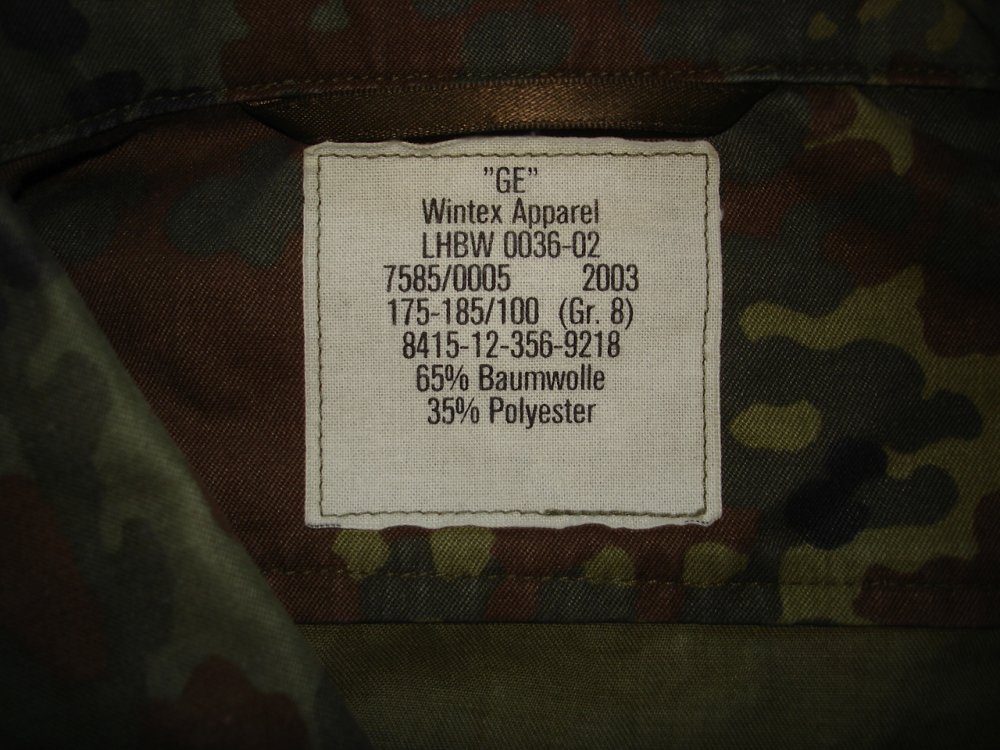 "GE"
Wintex Apparel
LHBW 0036-02
7585/0005 2003
175-185/100 (Gr. 8)
8415-12-356-9218
65% Baumwolle
35% Polyester